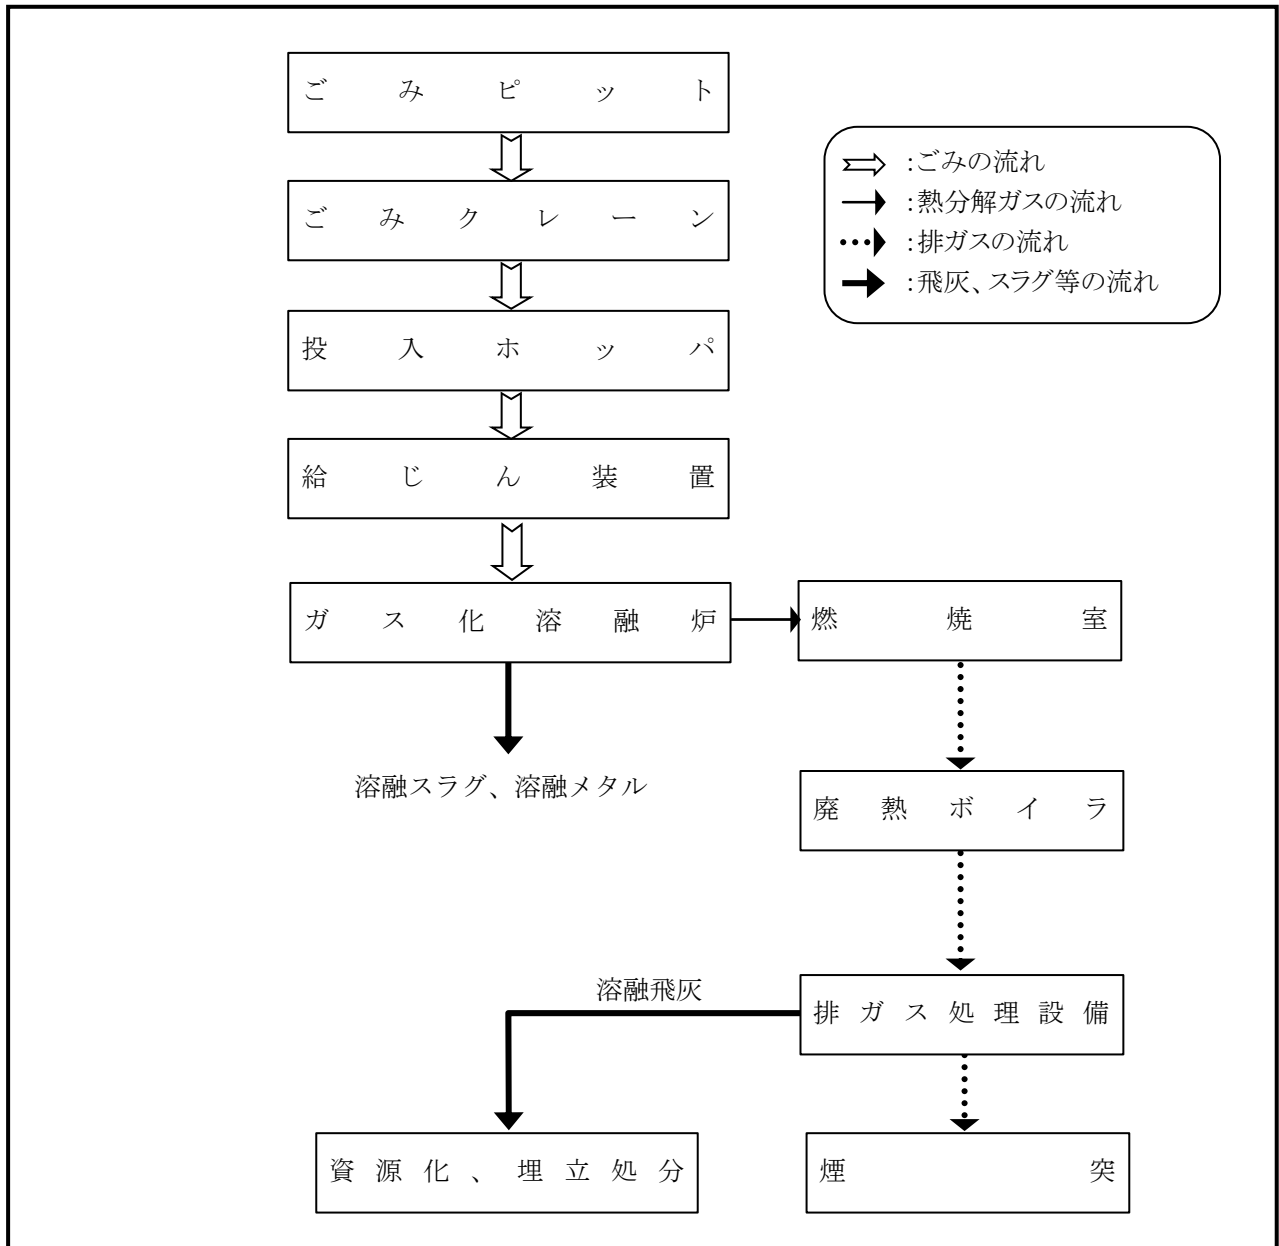 ごみピット
ごみクレーン
投入ホッパ
給じん装置
ガス化溶融炉
燃焼室
溶融スラグ、溶融メタル
廃熱ボイラ
溶融飛灰
排ガス処理設備
資源化、埋立処分
煙突
:ごみの流れ
:熱分解ガスの流れ
:排ガスの流れ
:飛灰、スラグ等の流れ